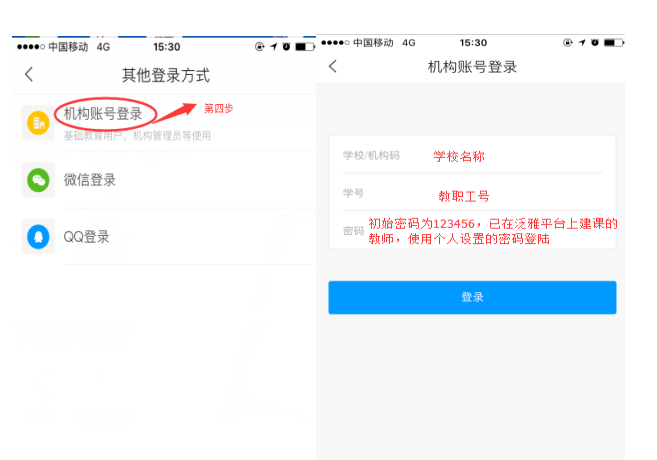 中国移动 4G 15:30
其他登录方式
机构账号登录
第四步
基础教育用户，机构管理员等使用
微信登录
QQ登录
中国移动 4G 15:30
机构账号登录
学校/机构码 学校名称
学号 教职工号
密码 初始密码为123456，已在泛雅平台上建课的
教师，使用个人设置的密码登陆
登录